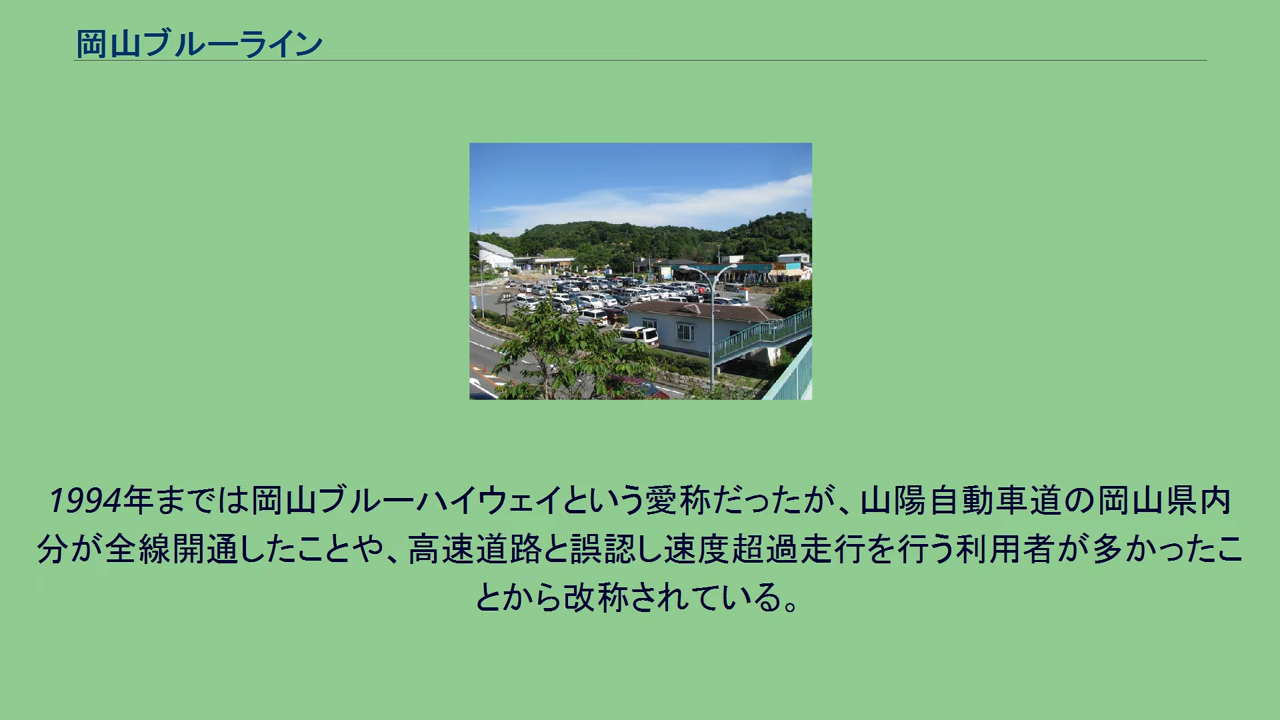 岡山ブルーライン
1994年までは岡山ブルーハイウェイという愛称だったが、山陽自動車道の岡山県内
分が全線開通したことや、高速道路と誤認し速度超過走行を行う利用者が多かったこ
とから改称されている。